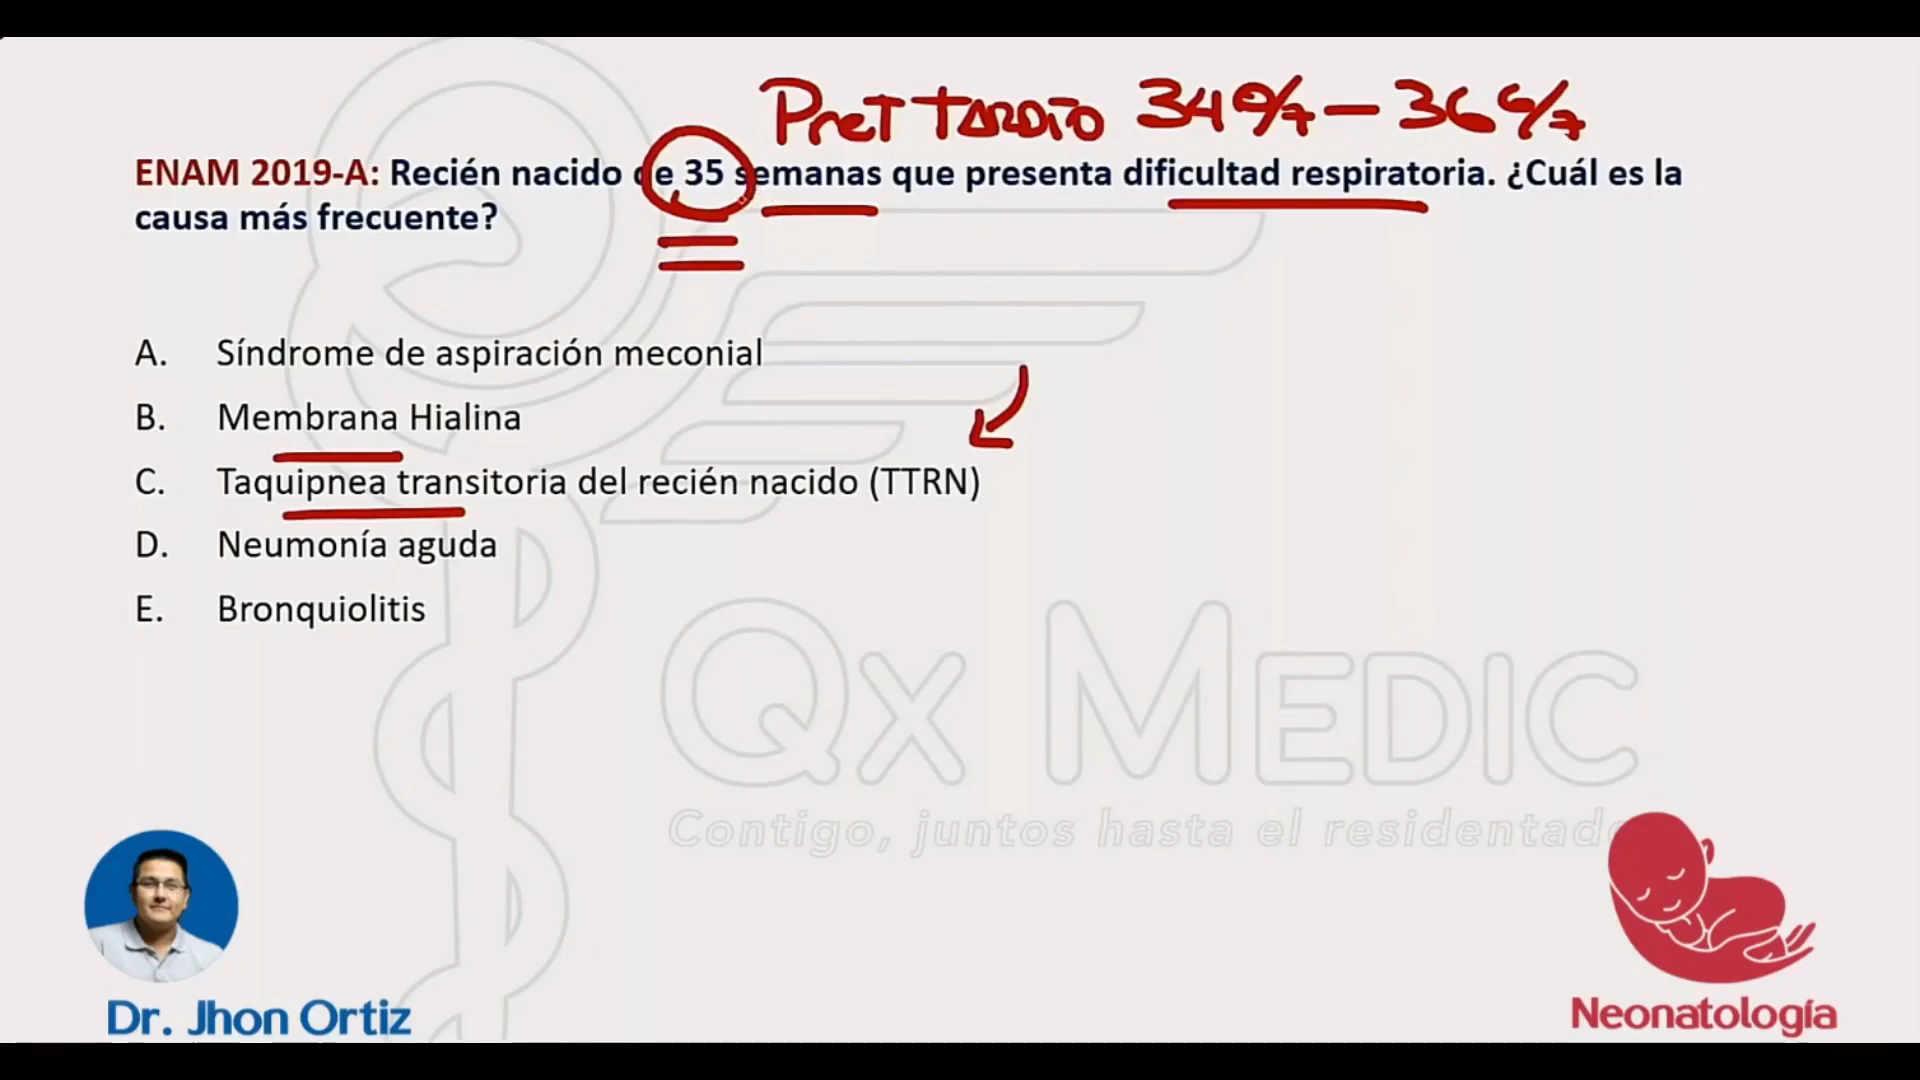 PreT TARDÍO 34 0/7 – 36 6/7
ENAM 2019-A: Recién nacido de 35 semanas que presenta dificultad respiratoria. ¿Cuál es la
causa más frecuente?
A. Síndrome de aspiración meconial
B. Membrana Hialina
C. Taquipnea transitoria del recién nacido (TTRN)
D. Neumonía aguda
E. Bronquiolitis
Qx MEDIC
Contigo, juntos hasta el residentado
Dr. Jhon Ortiz
Neonatología